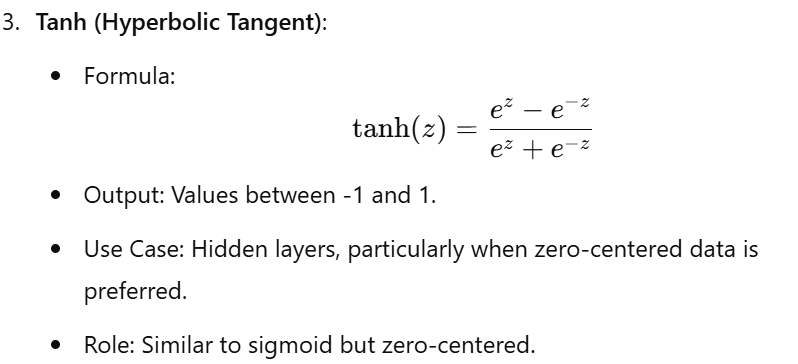 3. Tanh (Hyperbolic Tangent):
• Formula:
tanh(z) = \frac{e^z − e^{−z}}{e^z + e^{−z}}
• Output: Values between -1 and 1.
• Use Case: Hidden layers, particularly when zero-centered data is
preferred.
• Role: Similar to sigmoid but zero-centered.